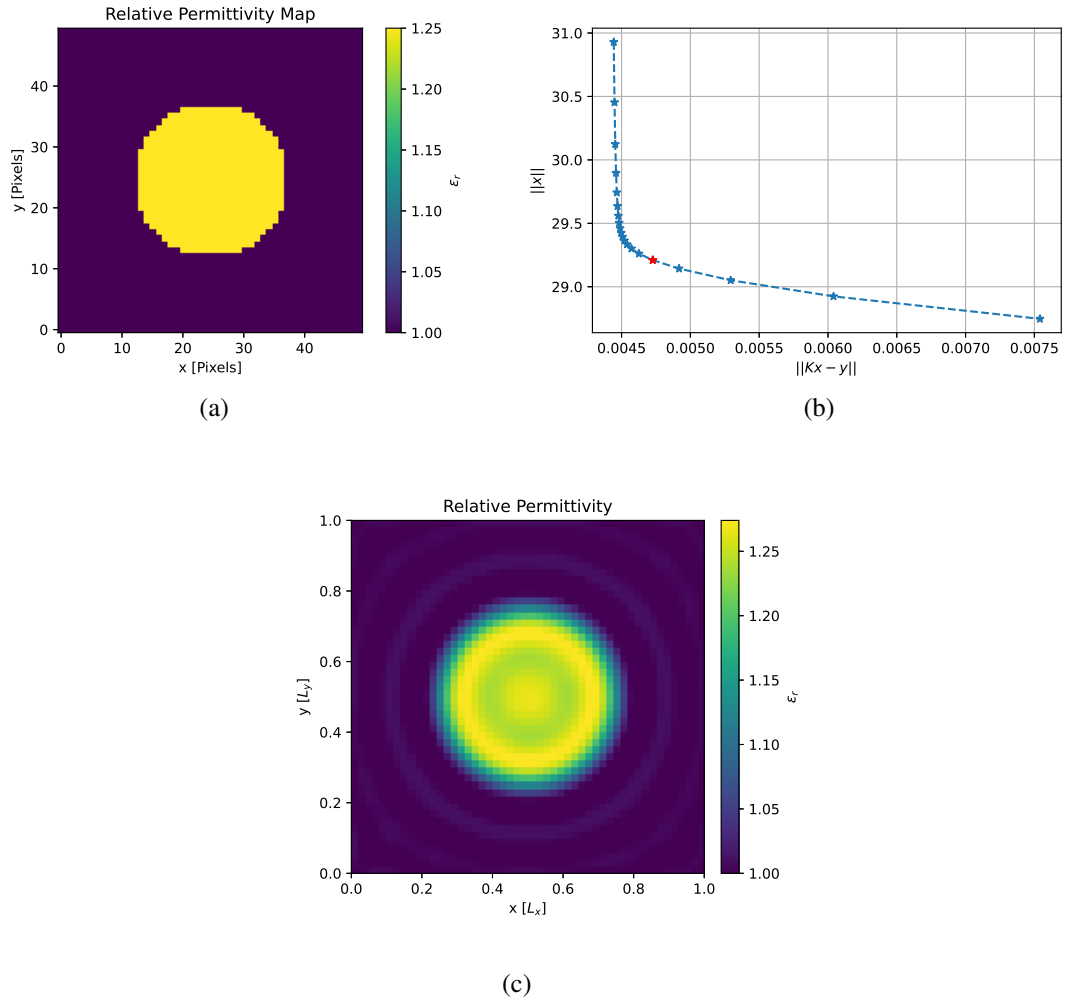 Relative Permittivity Map
y [Pixels]
40
30
20
10
0
0 10 20 30 40
x [Pixels]
1.25
1.20
1.15
1.10
1.05
1.00
εr
(a)
||x||
31.0
30.5
30.0
29.5
29.0
0.0045 0.0050 0.0055 0.0060 0.0065 0.0070 0.0075
||Kx − y||
(b)
Relative Permittivity
y [Ly]
1.0
0.8
0.6
0.4
0.2
0.0
0.0 0.2 0.4 0.6 0.8 1.0
x [Lx]
1.25
1.20
1.15
1.10
1.05
1.00
εr
(c)